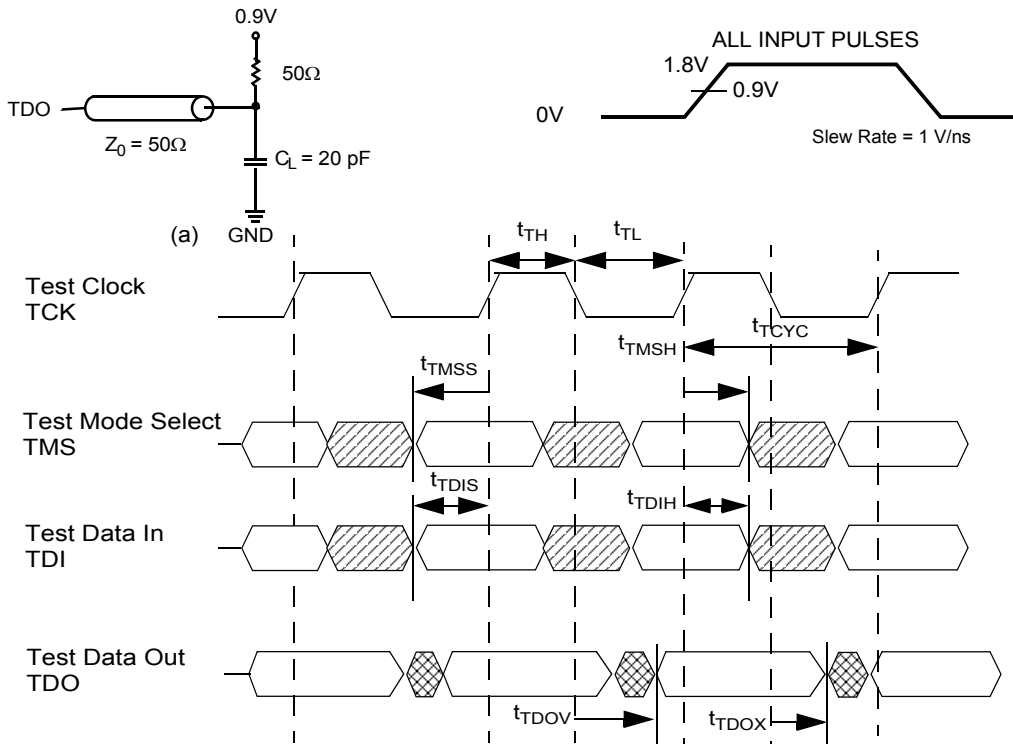 0.9V
50Ω
TDO
Z0 = 50Ω
CL = 20 pF
(a)
GND
ALL INPUT PULSES
1.8V
0.9V
0V
Slew Rate = 1 V/ns
tTH
tTL
Test Clock
TCK
tTCYC
tTMSH
tTMSS
Test Mode Select
TMS
tTDIS
tTDIH
Test Data In
TDI
Test Data Out
TDO
tTDOV
tTDOX